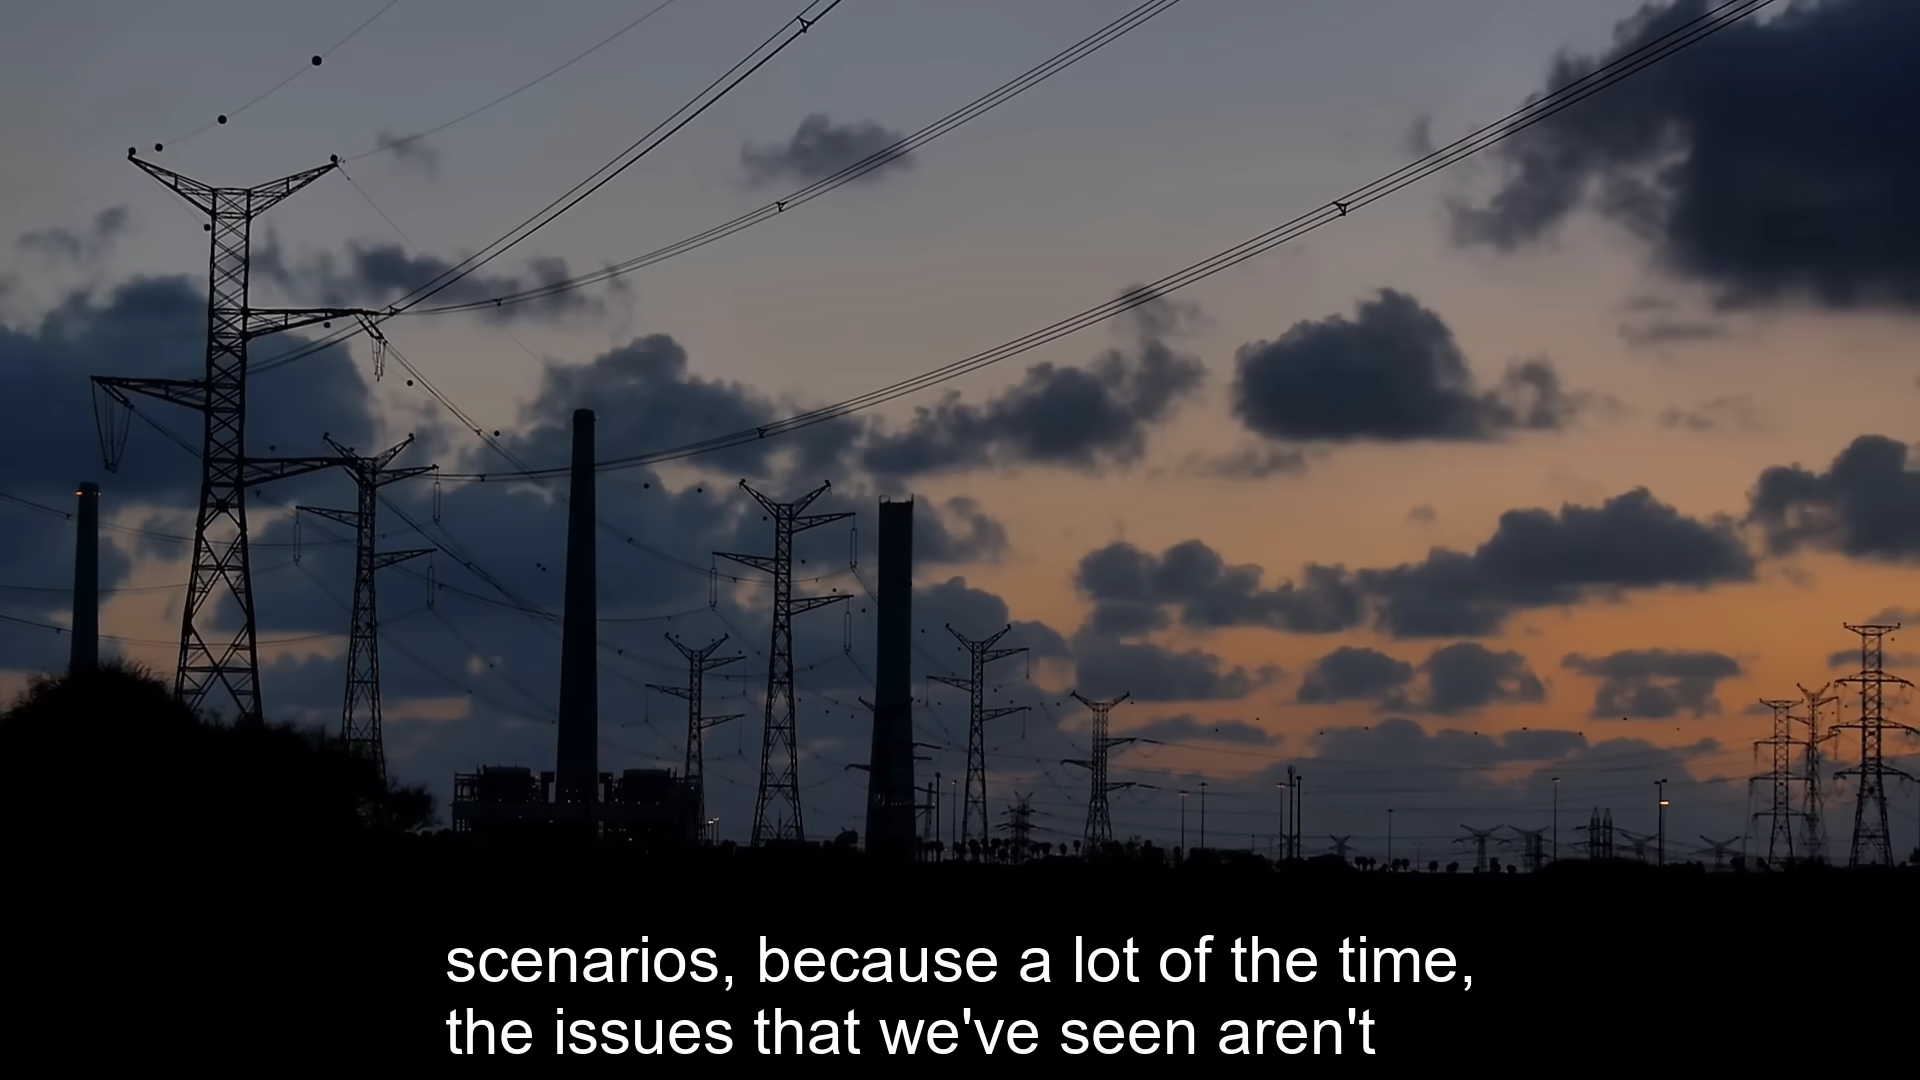 scenarios, because a lot of the time,
the issues that we've seen aren't